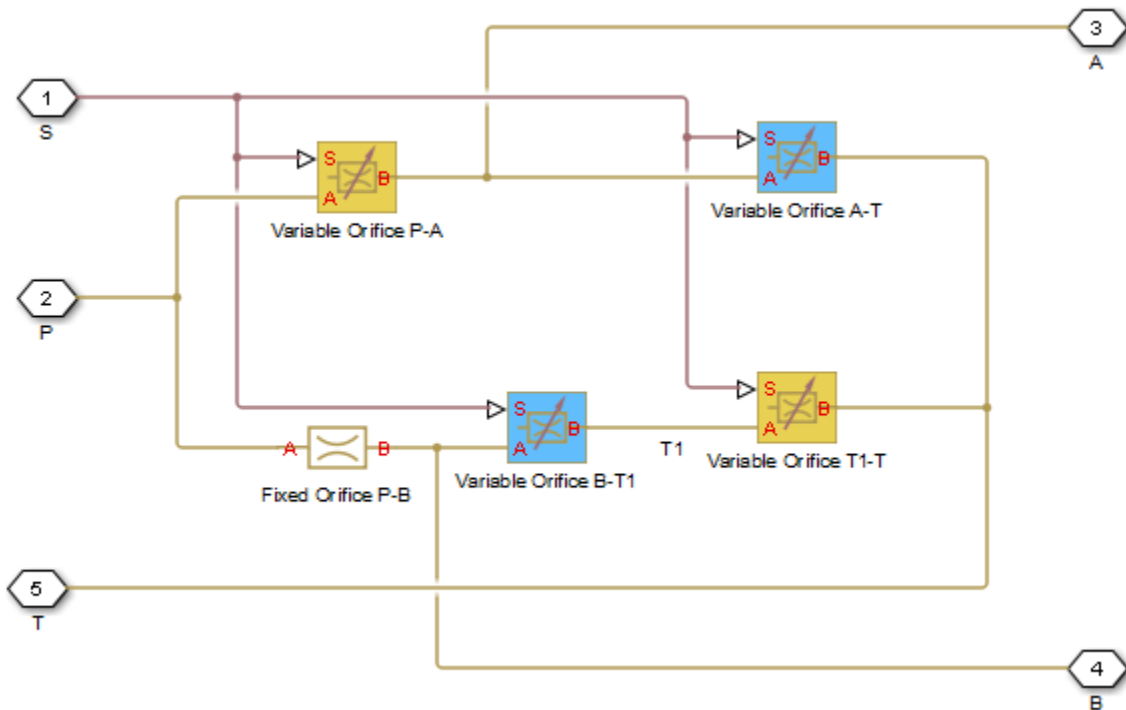 3
A
1
S
S
B
A
Variable Orifice P-A
S
B
A
Variable Orifice A-T
2
P
S
B
A
Variable Orifice T1-T
S
B
A
Variable Orifice B-T1
T1
A
B
Fixed Orifice P-B
5
T
4
B